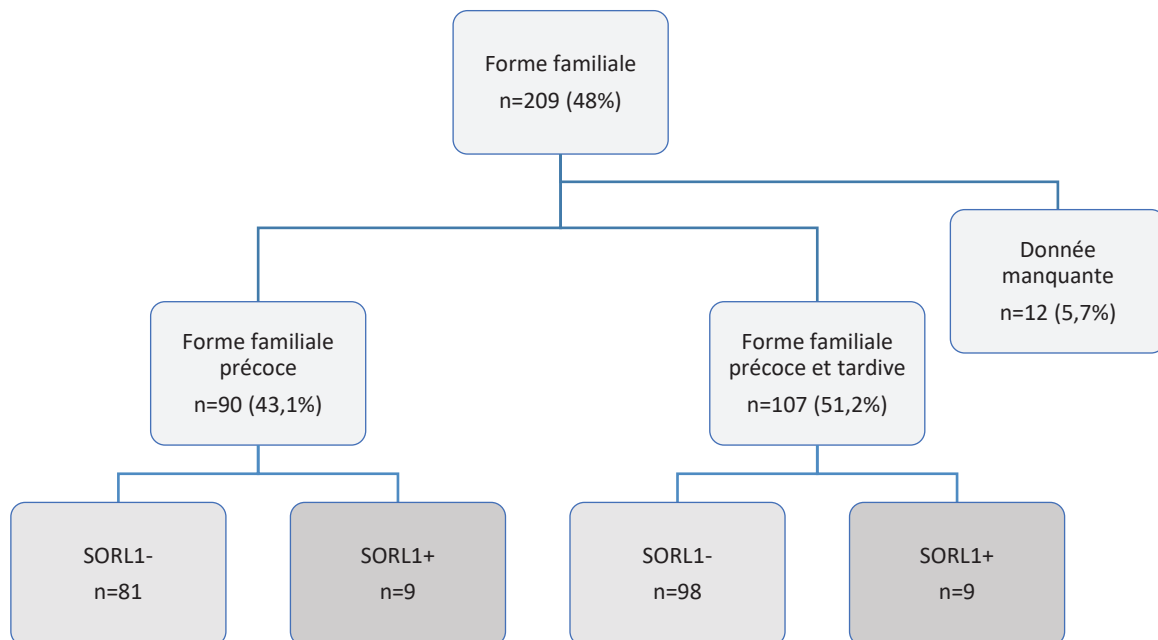 Forme familiale
n=209 (48%)
Donnée
manquante
n=12 (5,7%)
Forme familiale
précoce
n=90 (43,1%)
Forme familiale
précoce et tardive
n=107 (51,2%)
SORL1-
n=81
SORL1+
n=9
SORL1-
n=98
SORL1+
n=9